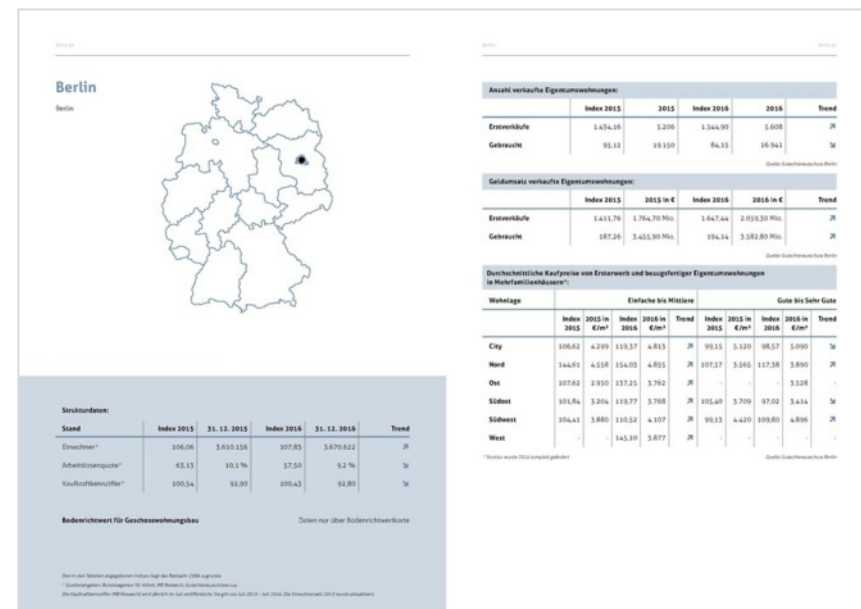 Berlin
Berlin
Strukturdaten:
Stand Index 2015 31. 12. 2015 Index 2016 31. 12. 2016 Trend
Einwohner* 106,06 3.610.156 107,83 3.670.622 ↗
Arbeitslosenquote* 63,13 10,1 % 57,50 9,2 % ↘
Kaufkraftkennziffer* 100,54 92,90 100,43 92,80 ↘
Bodenrichtwert für Geschosswohnungsbau Daten nur über Bodenrichtwertkarte
Berlin
Anzahl verkaufte Eigentumswohnungen:
Index 2015 2015 Index 2016 2016 Trend
Erstverkäufe 1.434,16 5.206 1.544,90 5.608 ↗
Gebraucht 95,12 19.150 84,15 16.941 ↘
Quelle: Gutachterausschuss Berlin
Geldumsatz verkaufte Eigentumswohnungen:
Index 2015 2015 in € Index 2016 2016 in € Trend
Erstverkäufe 1.411,76 1.764,70 Mio. 1.647,44 2.059,30 Mio. ↗
Gebraucht 187,26 3.455,90 Mio. 194,14 3.582,80 Mio. ↗
Quelle: Gutachterausschuss Berlin
Durchschnittliche Kaufpreise von Ersterwerb und bezugsfertiger Eigentumswohnungen
in Mehrfamilienhäusern*:
Wohnlage Einfache bis Mittlere Gute bis Sehr Gute
Index 2015 2015 in €/m² Index 2016 2016 in €/m² Trend Index 2015 2015 in €/m² Index 2016 2016 in €/m² Trend
City 106,62 4.299 119,37 4.813 ↗ 99,15 5.120 98,57 5.090 ↘
Nord 144,61 4.558 154,03 4.855 ↗ 107,57 3.565 117,38 3.890 ↗
Ost 107,62 2.950 137,25 3.762 ↗ - - - 3.528 -
Südost 101,84 3.204 119,77 3.768 ↗ 105,40 3.709 97,02 3.414 ↘
Südwest 104,41 3.880 110,52 4.107 ↗ 99,13 4.420 109,80 4.896 ↗
West - - 145,10 3.877 ↗ - - - - -
* Struktur wurde 2014 komplett geändert Quelle: Gutachterausschuss Berlin